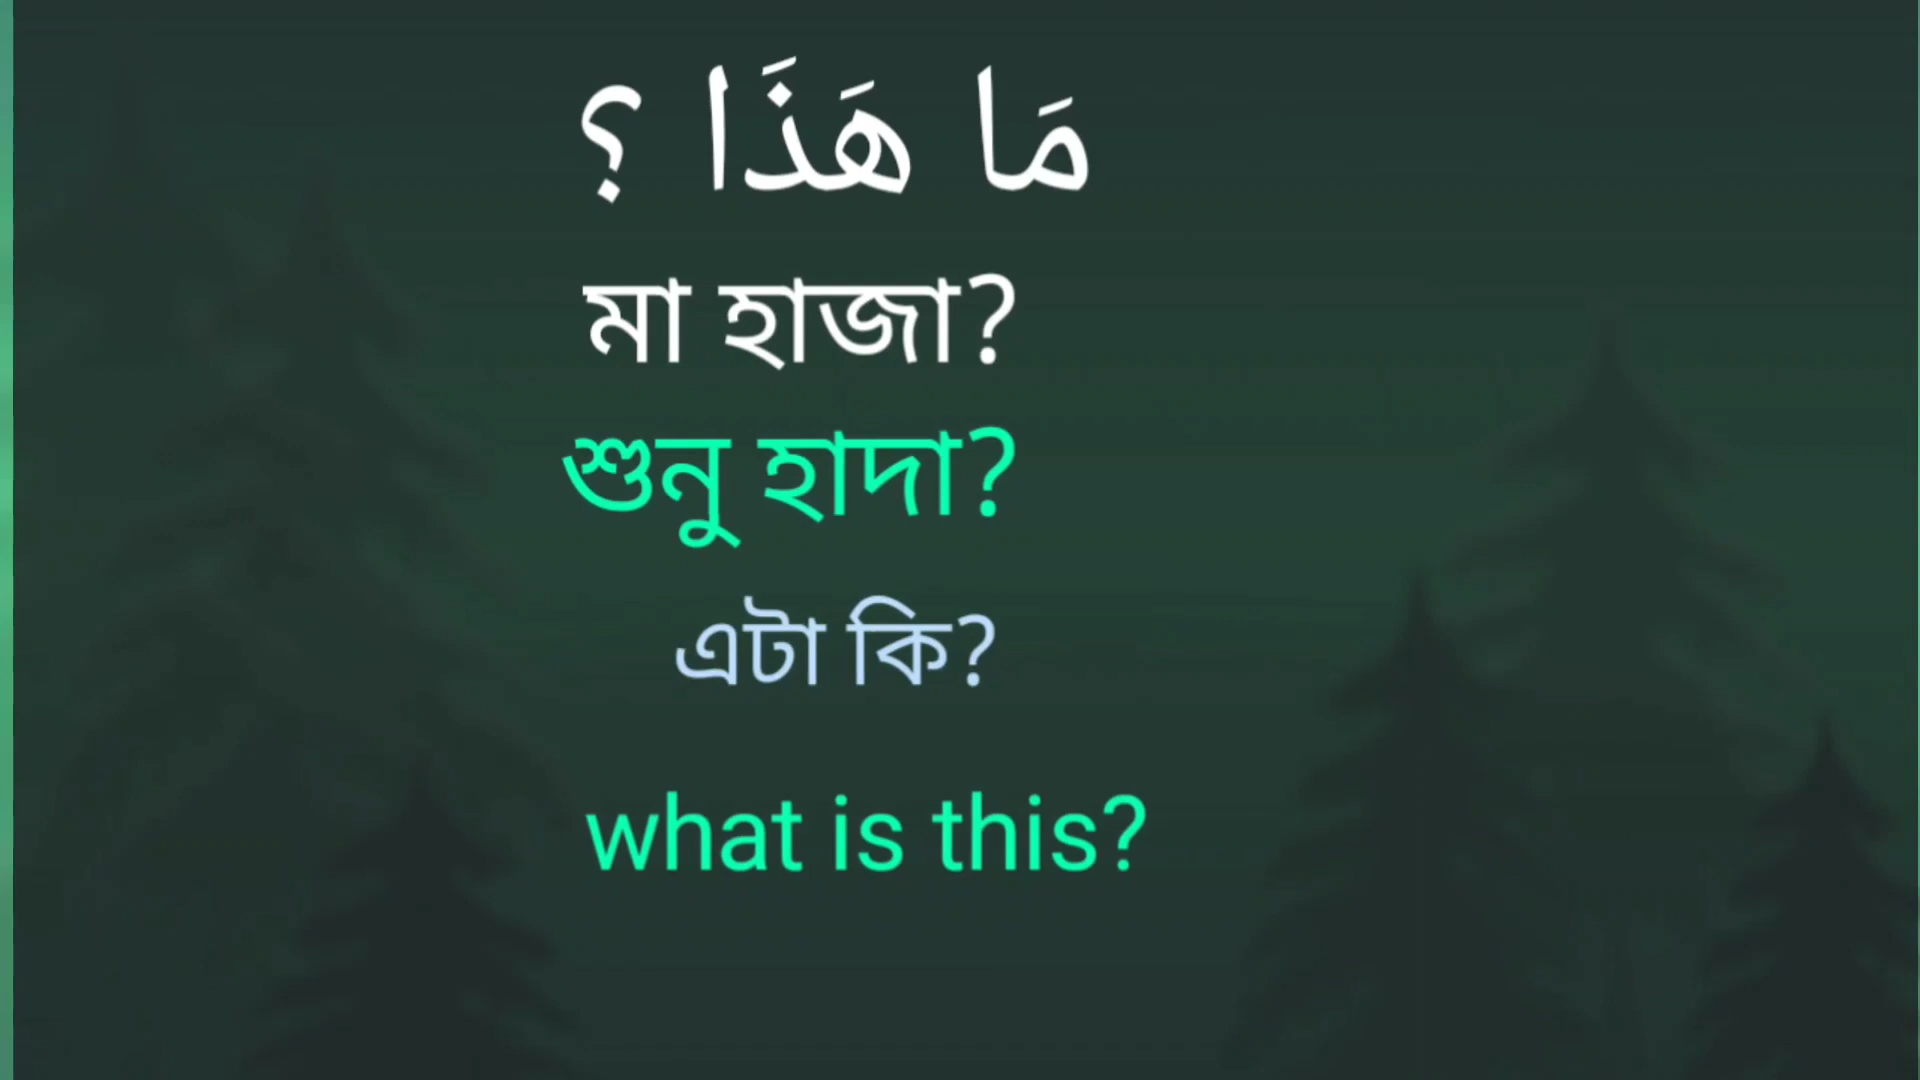 مَا هَذَا ؟
মা হাজা?
শুনু হাদা?
এটা কি?
what is this?